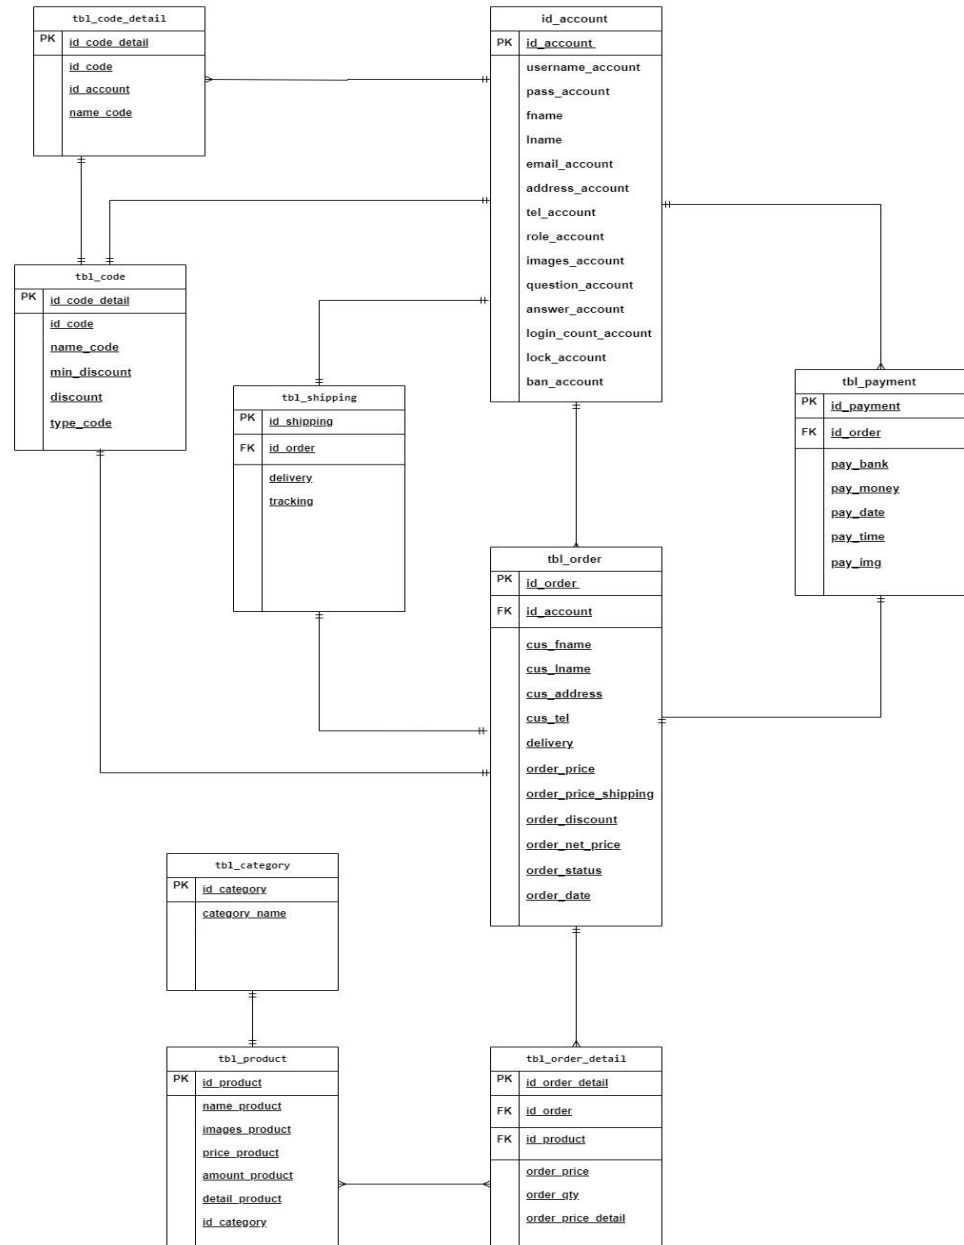 tbl_code_detail
PK id_code_detail
id_code
id_account
name_code
id_account
PK id_account
username_account
pass_account
fname
lname
email_account
address_account
tel_account
role_account
images_account
question_account
answer_account
login_count_account
lock_account
ban_account
tbl_code
PK id_code_detail
id_code
name_code
min_discount
discount
type_code
tbl_shipping
PK id_shipping
FK id_order
delivery
tracking
tbl_payment
PK id_payment
FK id_order
pay_bank
pay_money
pay_date
pay_time
pay_img
tbl_order
PK id_order
FK id_account
cus_fname
cus_lname
cus_address
cus_tel
delivery
order_price
order_price_shipping
order_discount
order_net_price
order_status
order_date
tbl_category
PK id_category
category_name
tbl_product
PK id_product
name_product
images_product
price_product
amount_product
detail_product
id_category
tbl_order_detail
PK id_order_detail
FK id_order
FK id_product
order_price
order_qty
order_price_detail